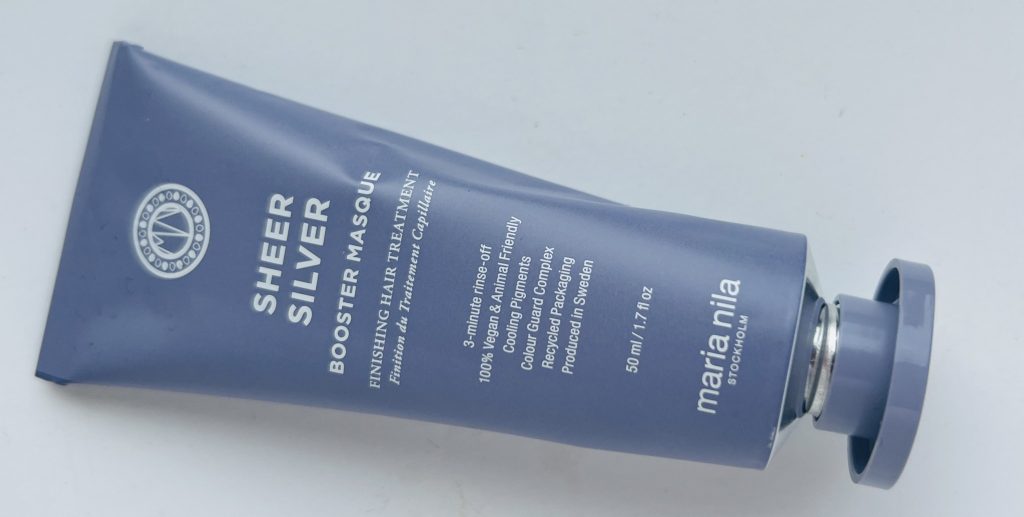 SHEER
SILVER
BOOSTER MASQUE
FINISHING HAIR TREATMENT
Finition du Traitement Capillaire
3-minute rinse-off
100% Vegan & Animal Friendly
Cooling Pigments
Colour Guard Complex
Recycled Packaging
Produced in Sweden
50 ml / 1.7 fl oz
maria nila
STOCKHOLM